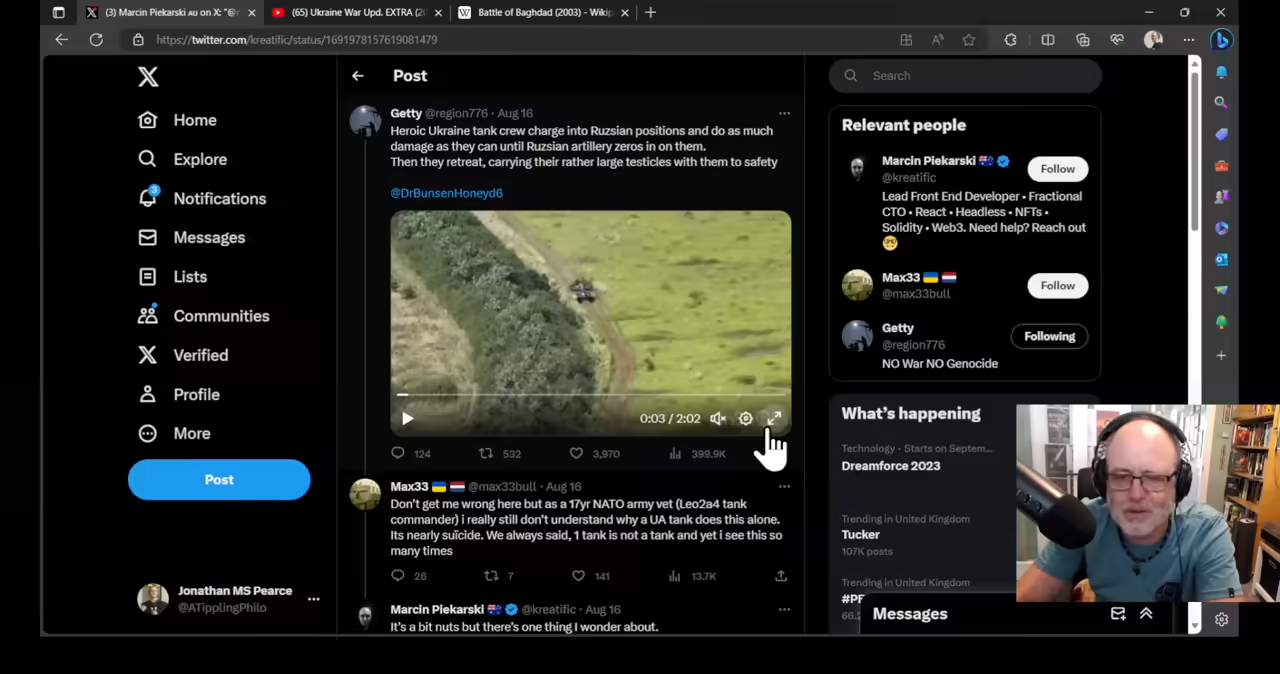 (3) Marcin Piekarski AU on X: "@r
(65) Ukraine War Upd. EXTRA (20
Battle of Baghdad (2003) - Wikip
https://twitter.com/kreatific/status/1691978157619081479
Home
Explore
3
Notifications
Messages
Lists
Communities
Verified
Profile
More
Post
Jonathan MS Pearce
@ATipplingPhilo
Post
Getty @region776 · Aug 16
Heroic Ukraine tank crew charge into Ruzsian positions and do as much
damage as they can until Ruzsian artillery zeros in on them.
Then they retreat, carrying their rather large testicles with them to safety
@DrBunsenHoneyd6
0:03 / 2:02
124 532 3,970 399.9K
Max33 🇺🇦 🇳🇱 @max33bull · Aug 16
Don't get me wrong here but as a 17yr NATO army vet (Leo2a4 tank
commander) i really still don't understand why a UA tank does this alone.
Its nearly suïcide. We always said, 1 tank is not a tank and yet i see this so
many times
26 7 141 13.7K
Marcin Piekarski 🇦🇺 @kreatific · Aug 16
It's a bit nuts but there's one thing I wonder about.
Search
Relevant people
Marcin Piekarski 🇦🇺
@kreatific
Follow
Lead Front End Developer • Fractional
CTO • React • Headless • NFTs •
Solidity • Web3. Need help? Reach out
🤓
Max33 🇺🇦 🇳🇱
@max33bull
Follow
Getty
@region776
Following
NO War NO Genocide
What's happening
Technology · Starts on Septem...
Dreamforce 2023
Trending in United Kingdom
Tucker
107K posts
Trending in United Kingdom
#PE
66.2
Messages